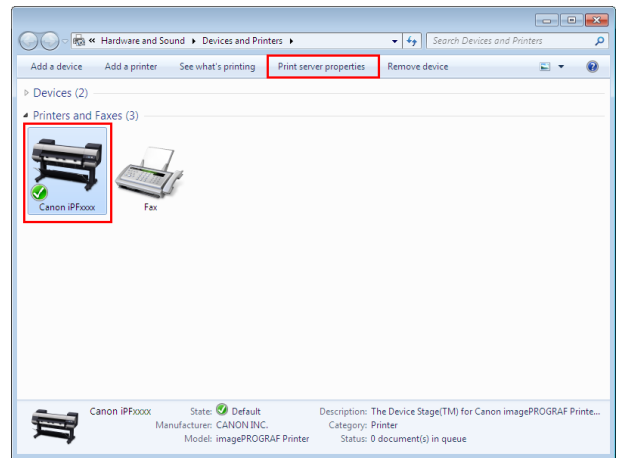 « Hardware and Sound ▸ Devices and Printers ▸ Search Devices and Printers
Add a device Add a printer See what's printing Print server properties Remove device
Devices (2)
Printers and Faxes (3)
Canon iPFxxxx Fax
Canon iPFxxxx State: Default Description: The Device Stage(TM) for Canon imagePROGRAF Printe...
Manufacturer: CANON INC. Category: Printer
Model: imagePROGRAF Printer Status: 0 document(s) in queue